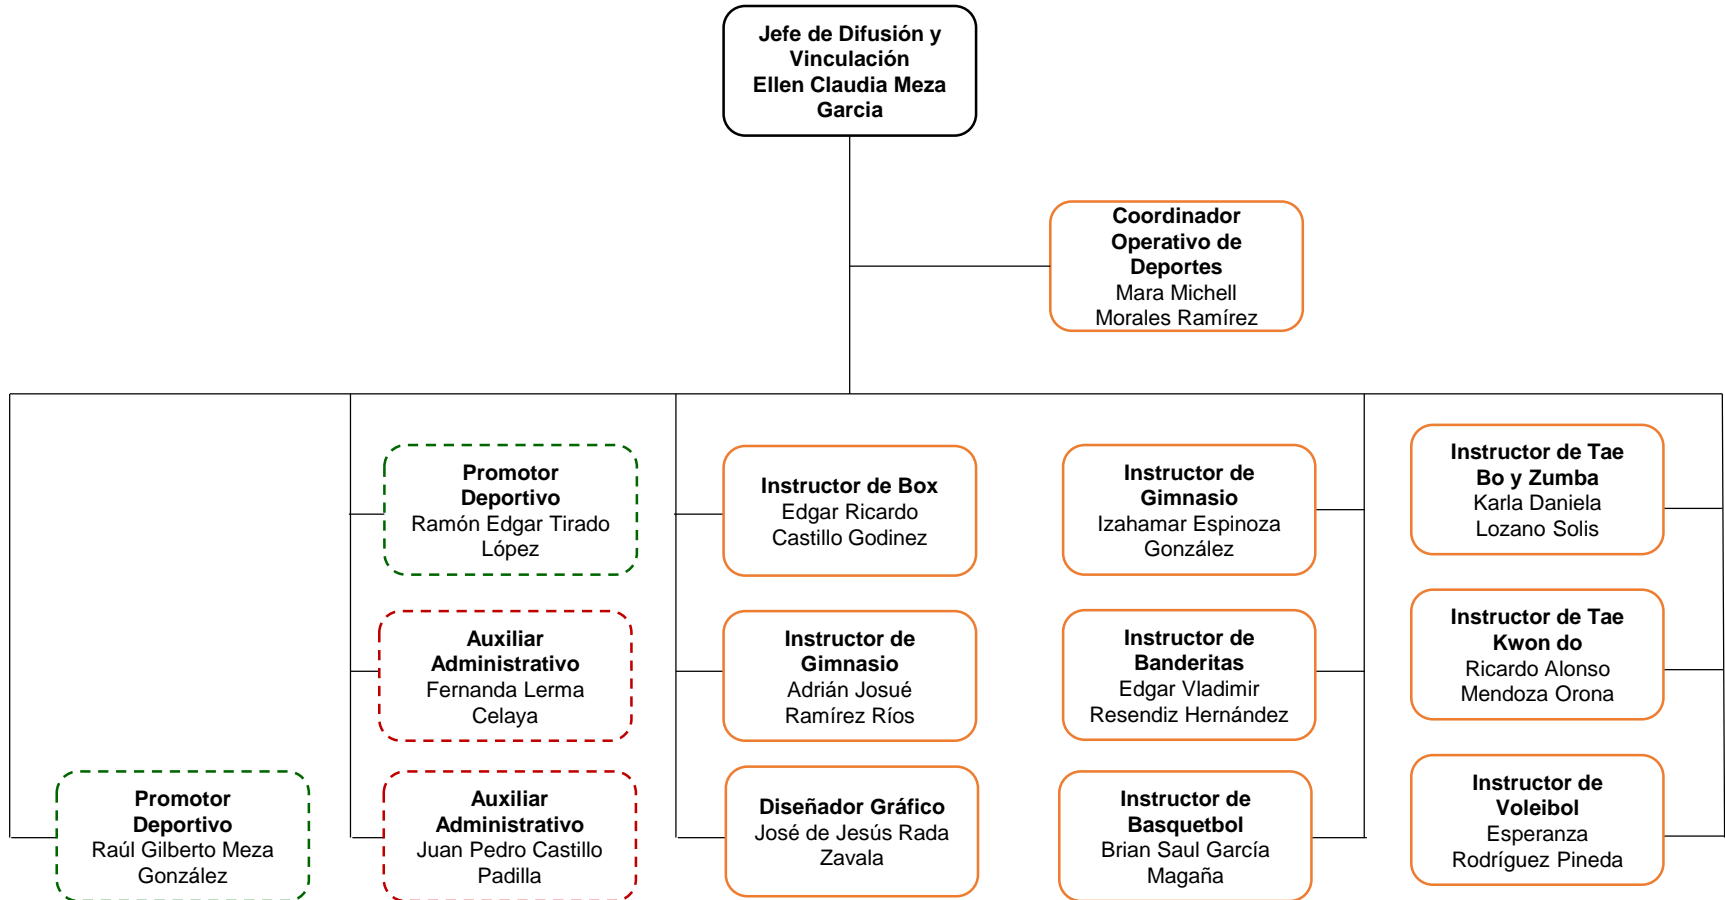 Jefe de Difusión y
Vinculación
Ellen Claudia Meza
Garcia
Coordinador
Operativo de
Deportes
Mara Michell
Morales Ramírez
Promotor
Deportivo
Ramón Edgar Tirado
López
Instructor de Box
Edgar Ricardo
Castillo Godinez
Instructor de
Gimnasio
Izahamar Espinoza
González
Instructor de Tae
Bo y Zumba
Karla Daniela
Lozano Solis
Auxiliar
Administrativo
Fernanda Lerma
Celaya
Instructor de
Gimnasio
Adrián Josué
Ramírez Ríos
Instructor de
Banderitas
Edgar Vladimir
Resendiz Hernández
Instructor de Tae
Kwon do
Ricardo Alonso
Mendoza Orona
Promotor
Deportivo
Raúl Gilberto Meza
González
Auxiliar
Administrativo
Juan Pedro Castillo
Padilla
Diseñador Gráfico
José de Jesús Rada
Zavala
Instructor de
Basquetbol
Brian Saul García
Magaña
Instructor de
Voleibol
Esperanza
Rodríguez Pineda